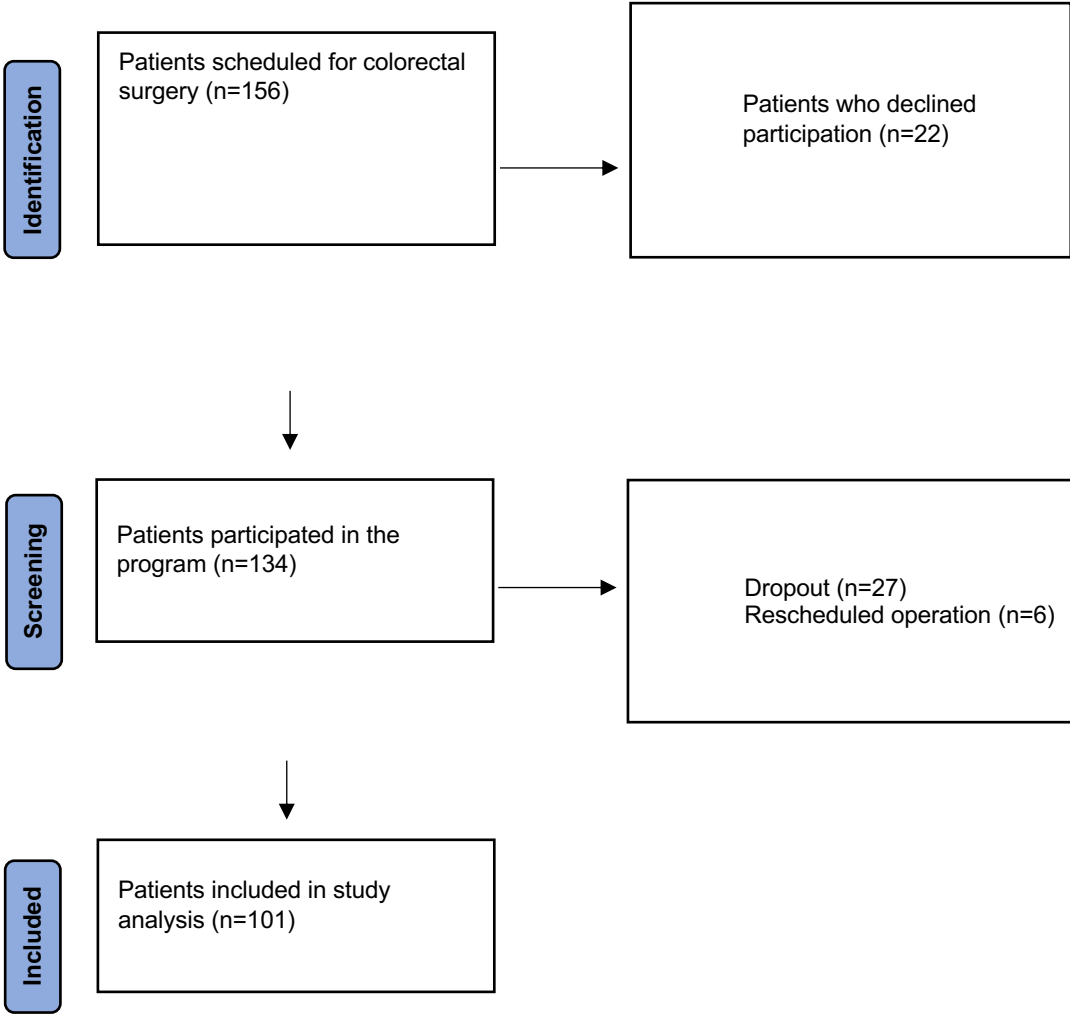 Identification
Patients scheduled for colorectal
surgery (n=156)
Patients who declined
participation (n=22)
Screening
Patients participated in the
program (n=134)
Dropout (n=27)
Rescheduled operation (n=6)
Included
Patients included in study
analysis (n=101)